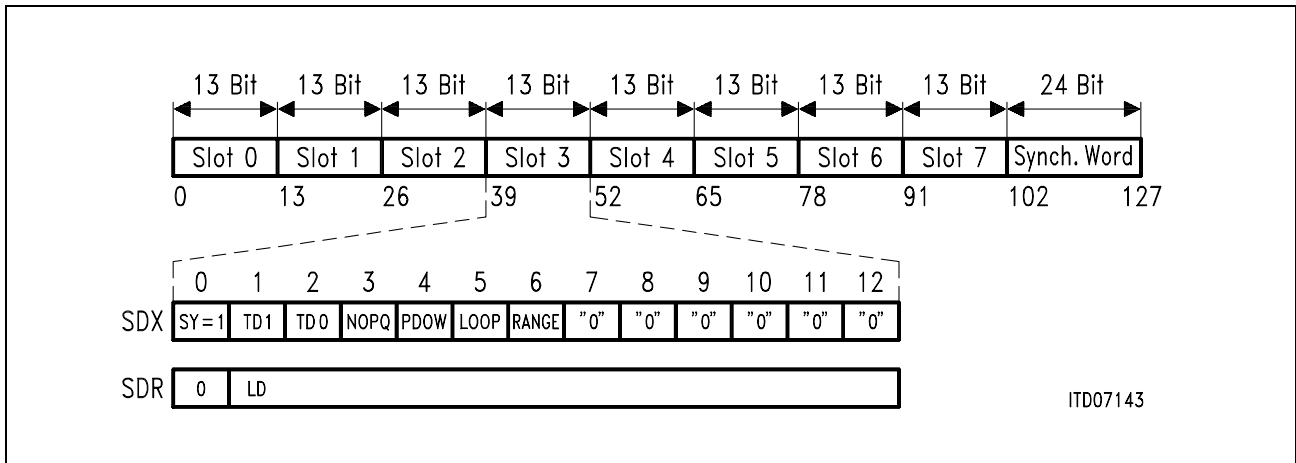 13 Bit 13 Bit 13 Bit 13 Bit 13 Bit 13 Bit 13 Bit 13 Bit 24 Bit
Slot 0 Slot 1 Slot 2 Slot 3 Slot 4 Slot 5 Slot 6 Slot 7 Synch. Word
0 13 26 39 52 65 78 91 102 127
0 1 2 3 4 5 6 7 8 9 10 11 12
SDX SY=1 TD1 TD0 NOPQ PDOW LOOP RANGE "0" "0" "0" "0" "0" "0"
SDR 0 LD
ITD07143